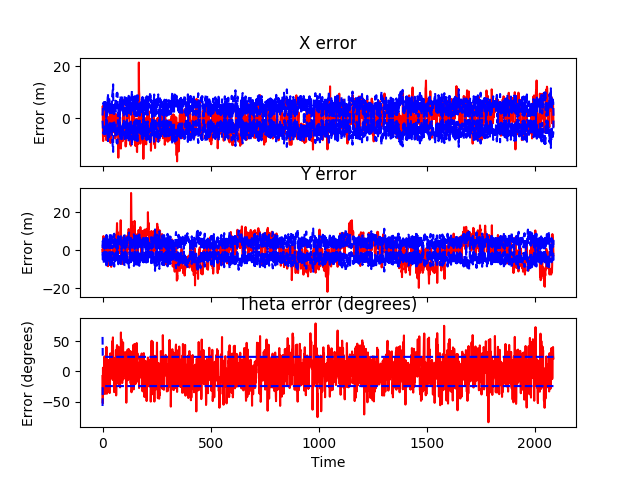 X error
20
0
Error (m)
Y error
20
0
−20
Error (m)
Theta error (degrees)
50
0
−50
Error (degrees)
0 500 1000 1500 2000
Time